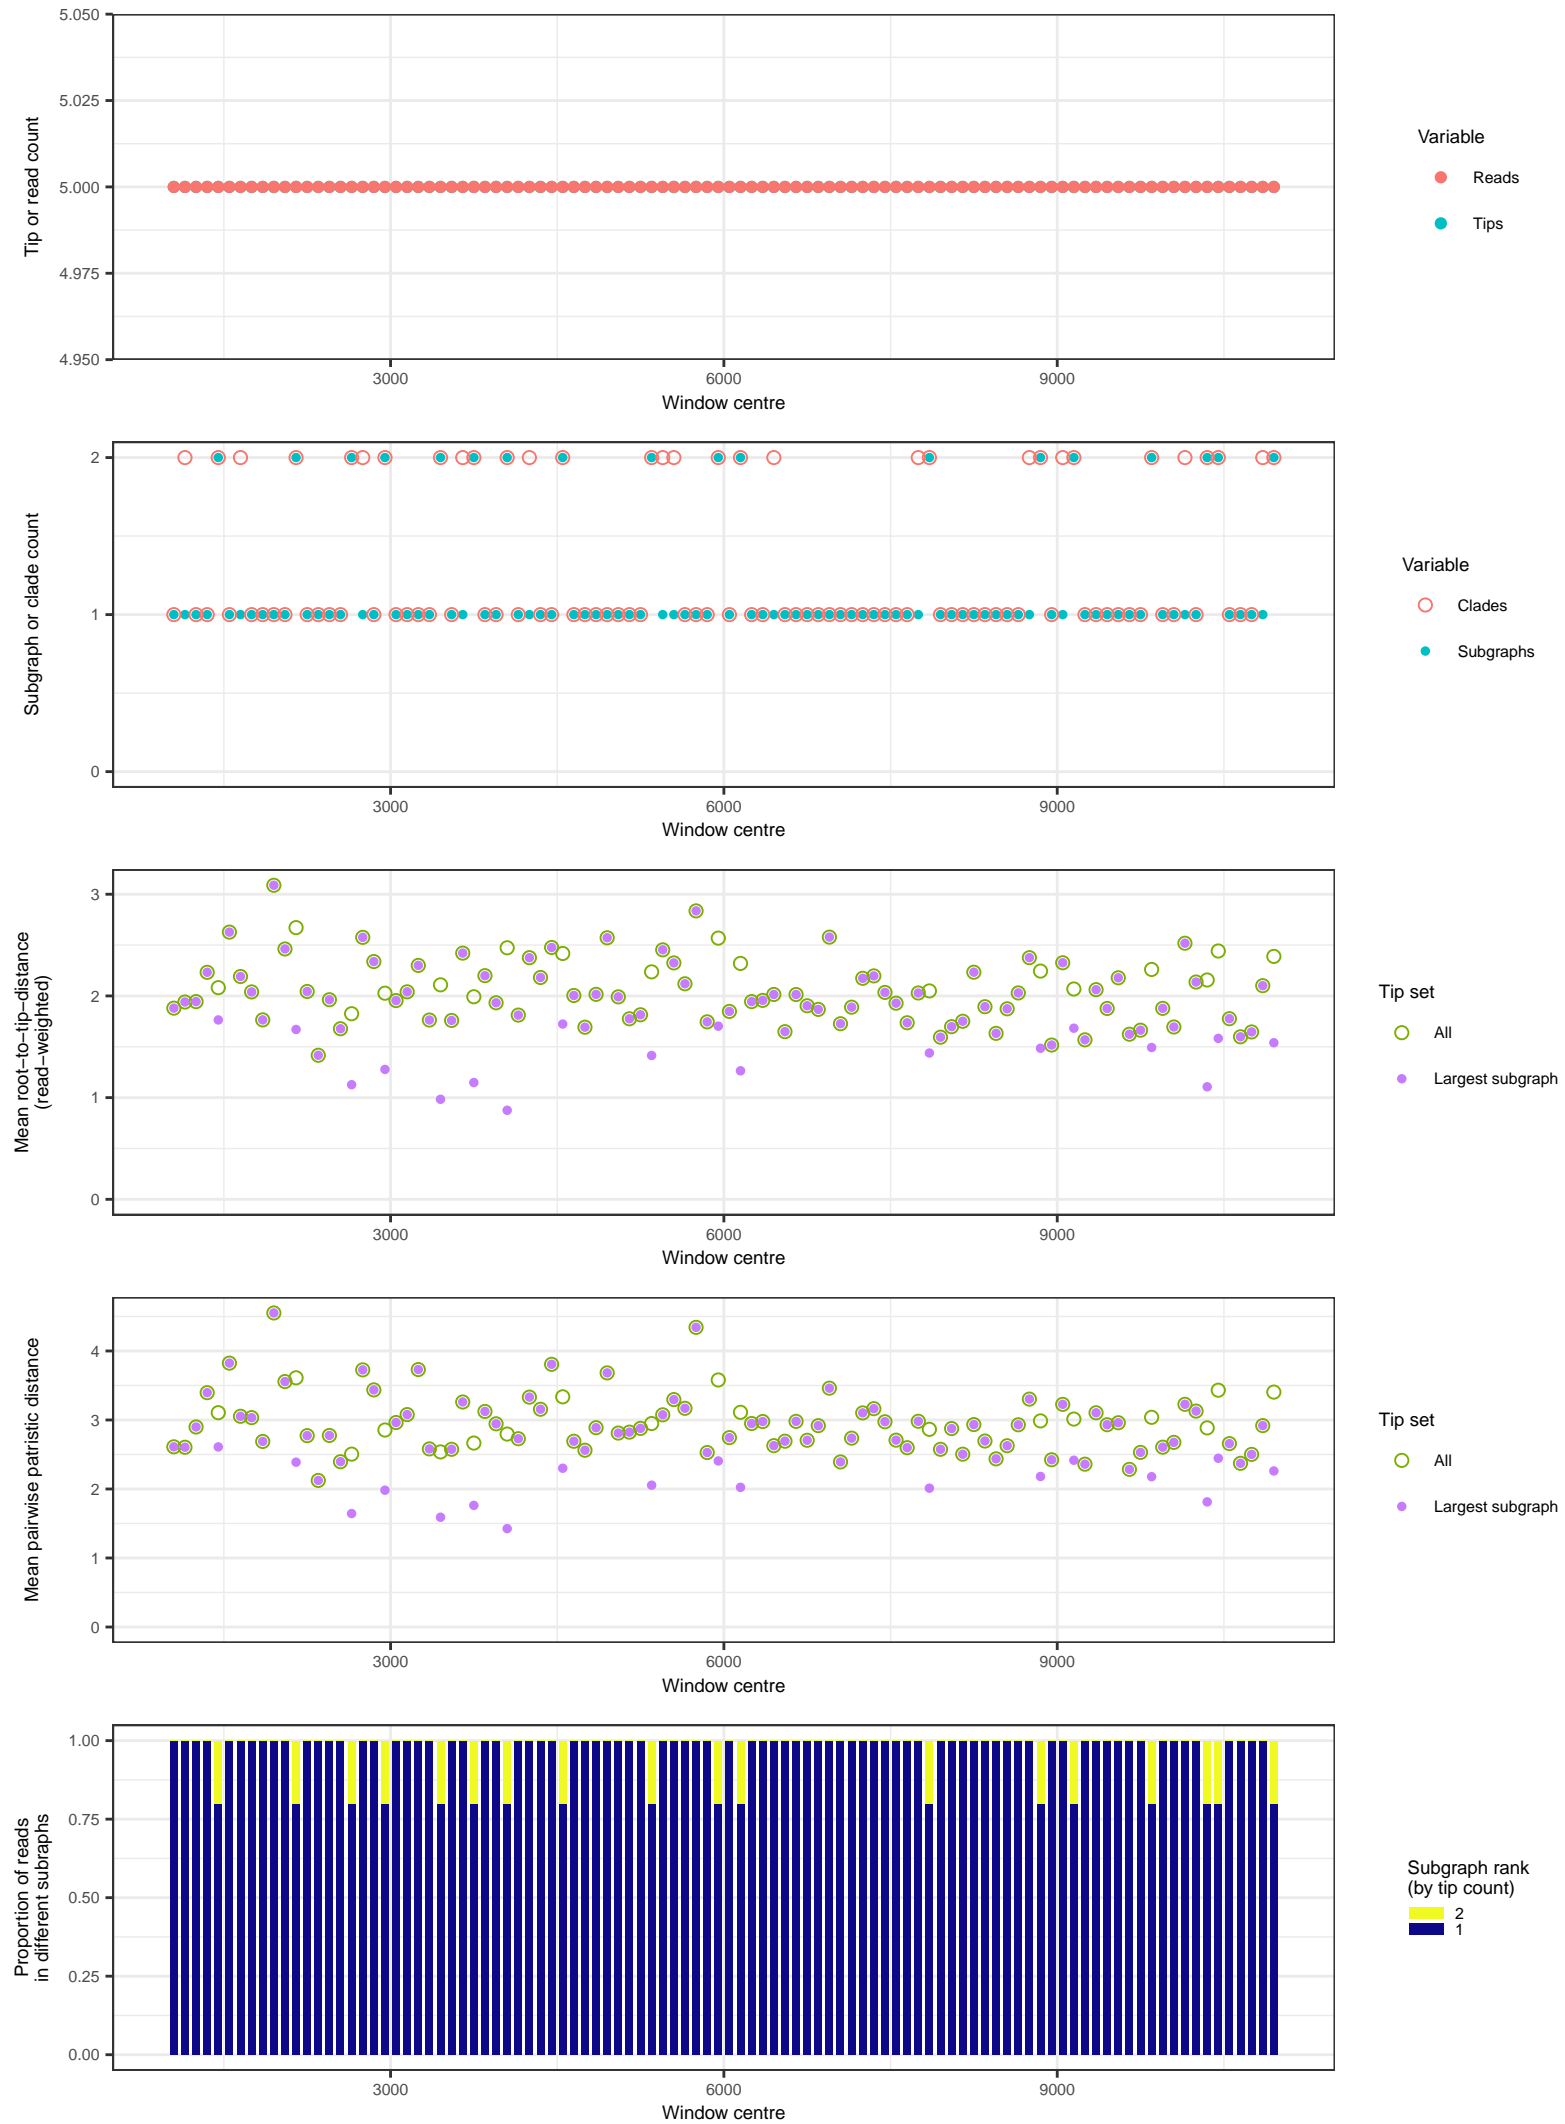 5.050
5.025
5.000
4.975
4.950
Tip or read count
3000
6000
9000
Window centre
Variable
Reads
Tips
2
1
0
Subgraph or clade count
3000
6000
9000
Window centre
Variable
Clades
Subgraphs
3
2
1
0
Mean root−to−tip−distance
(read−weighted)
3000
6000
9000
Window centre
Tip set
All
Largest subgraph
4
3
2
1
0
Mean pairwise patristic distance
3000
6000
9000
Window centre
Tip set
All
Largest subgraph
1.00
0.75
0.50
0.25
0.00
Proportion of reads
in different subraphs
3000
6000
9000
Window centre
Subgraph rank
(by tip count)
2
1